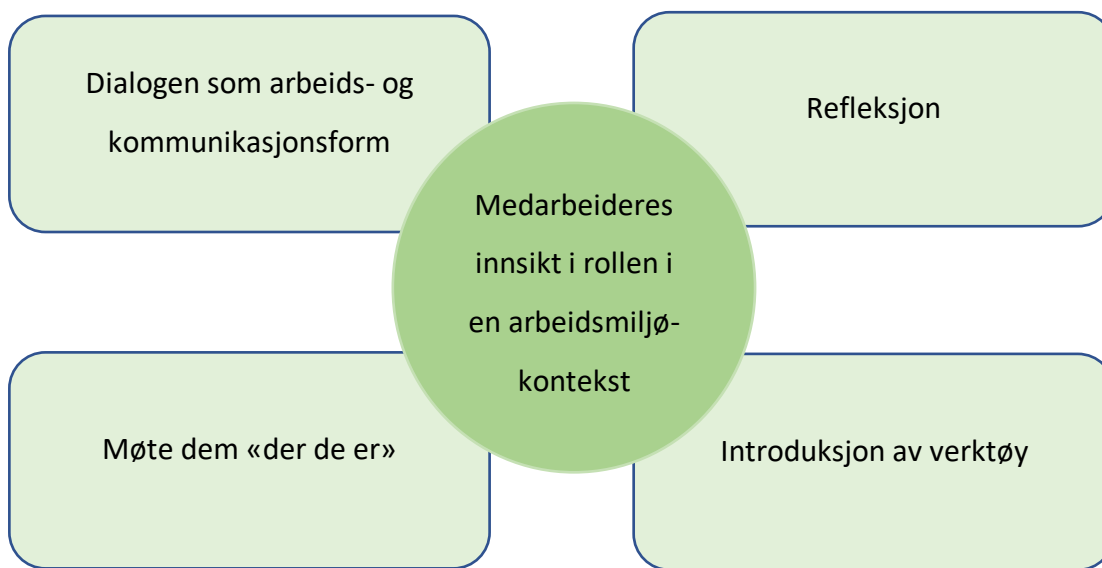 Dialogen som arbeids- og
kommunikasjonsform
Refleksjon
Medarbeideres
innsikt i rollen i
en arbeidsmiljø-
kontekst
Møte dem «der de er»
Introduksjon av verktøy